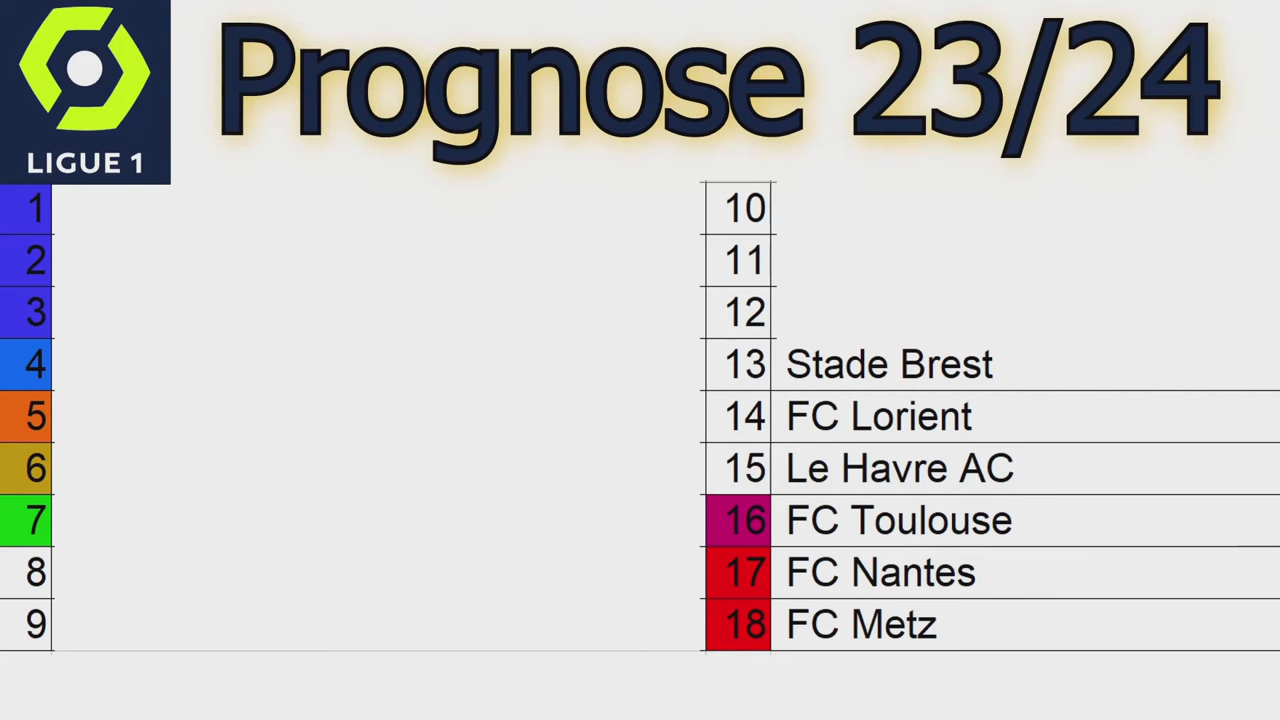 LIGUE 1
Prognose 23/24
1
2
3
4
5
6
7
8
9
10
11
12
13 Stade Brest
14 FC Lorient
15 Le Havre AC
16 FC Toulouse
17 FC Nantes
18 FC Metz